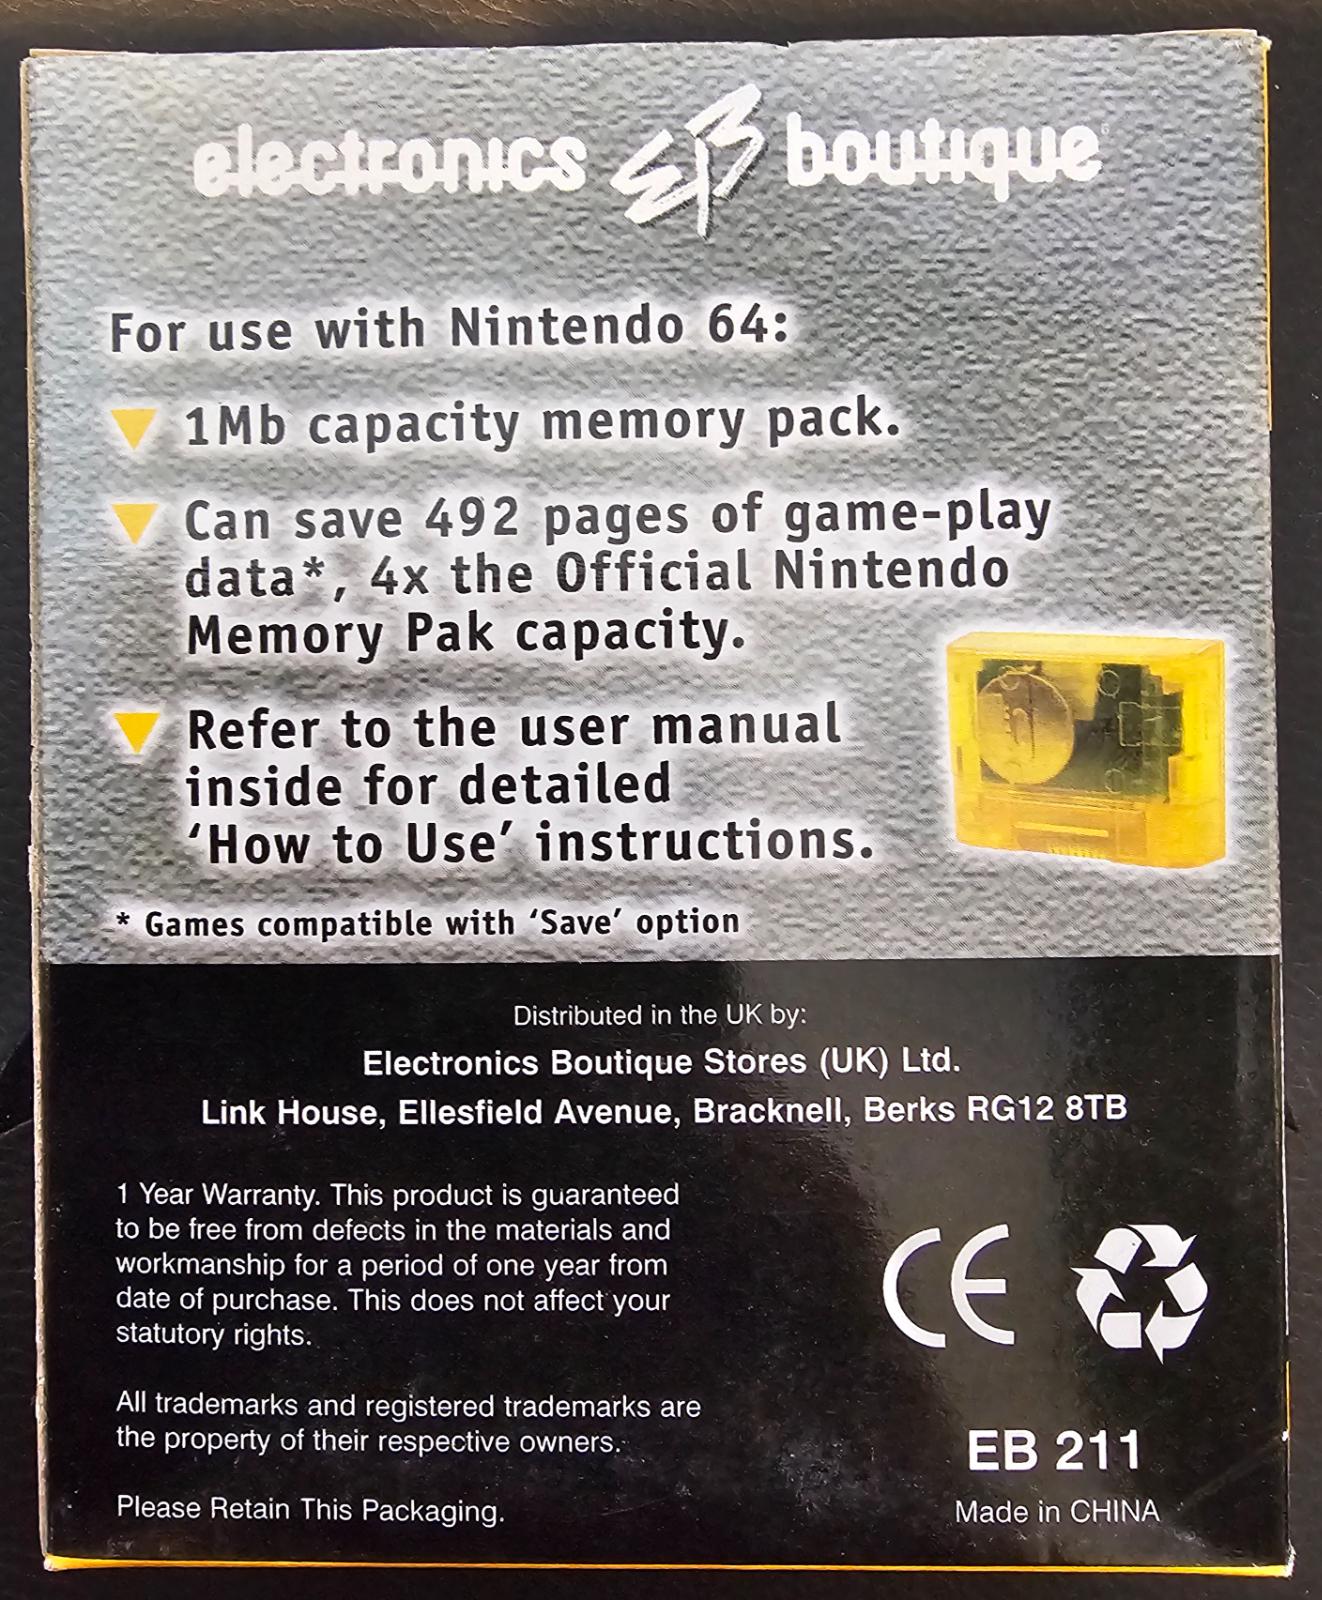 electronics EB boutique
For use with Nintendo 64:
1Mb capacity memory pack.
Can save 492 pages of game-play
data*, 4x the Official Nintendo
Memory Pak capacity.
Refer to the user manual
inside for detailed
‘How to Use’ instructions.
* Games compatible with ‘Save’ option
Distributed in the UK by:
Electronics Boutique Stores (UK) Ltd.
Link House, Ellesfield Avenue, Bracknell, Berks RG12 8TB
1 Year Warranty. This product is guaranteed
to be free from defects in the materials and
workmanship for a period of one year from
date of purchase. This does not affect your
statutory rights.
All trademarks and registered trademarks are
the property of their respective owners.
Please Retain This Packaging.
CE
EB 211
Made in CHINA